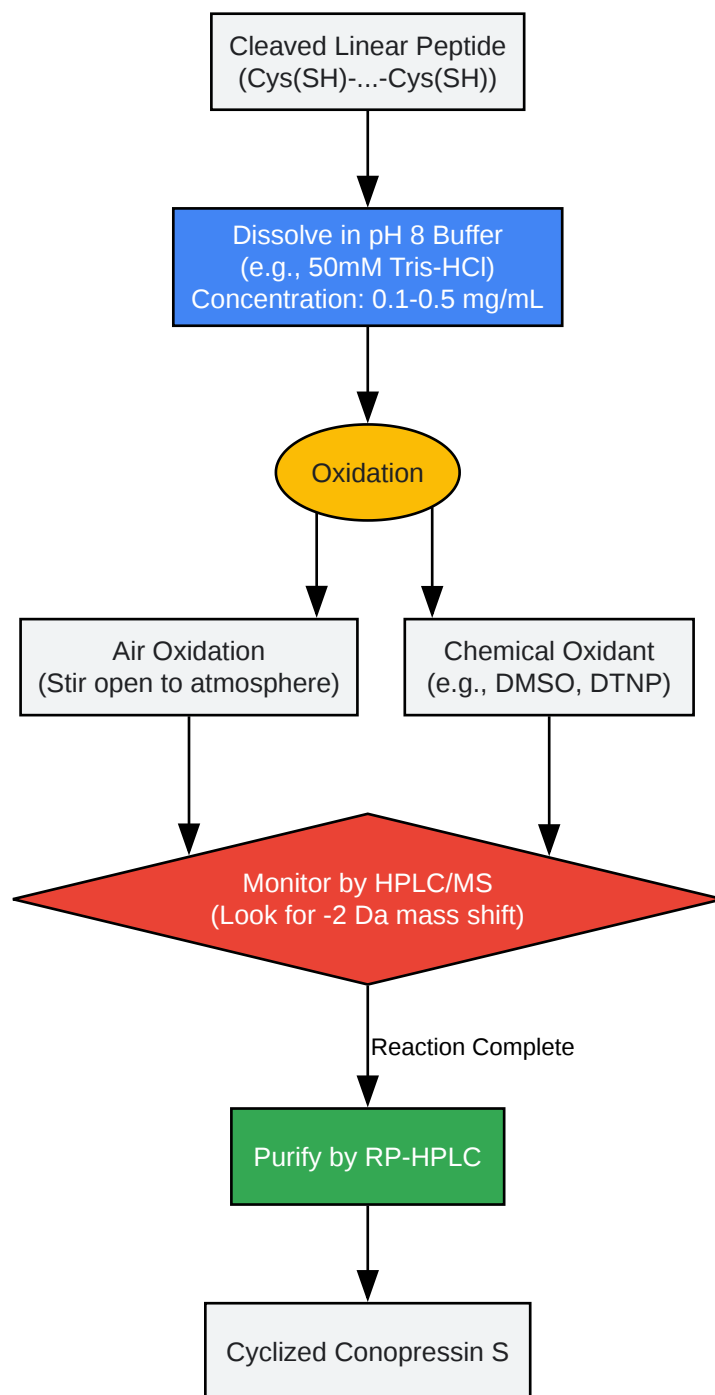 Cleaved Linear Peptide
(Cys(SH)-...-Cys(SH))
Dissolve in pH 8 Buffer
(e.g., 50mM Tris-HCl)
Concentration: 0.1-0.5 mg/mL
Oxidation
Air Oxidation
(Stir open to atmosphere)
Chemical Oxidant
(e.g., DMSO, DTNP)
Monitor by HPLC/MS
(Look for -2 Da mass shift)
Reaction Complete
Purify by RP-HPLC
Cyclized Conopressin S